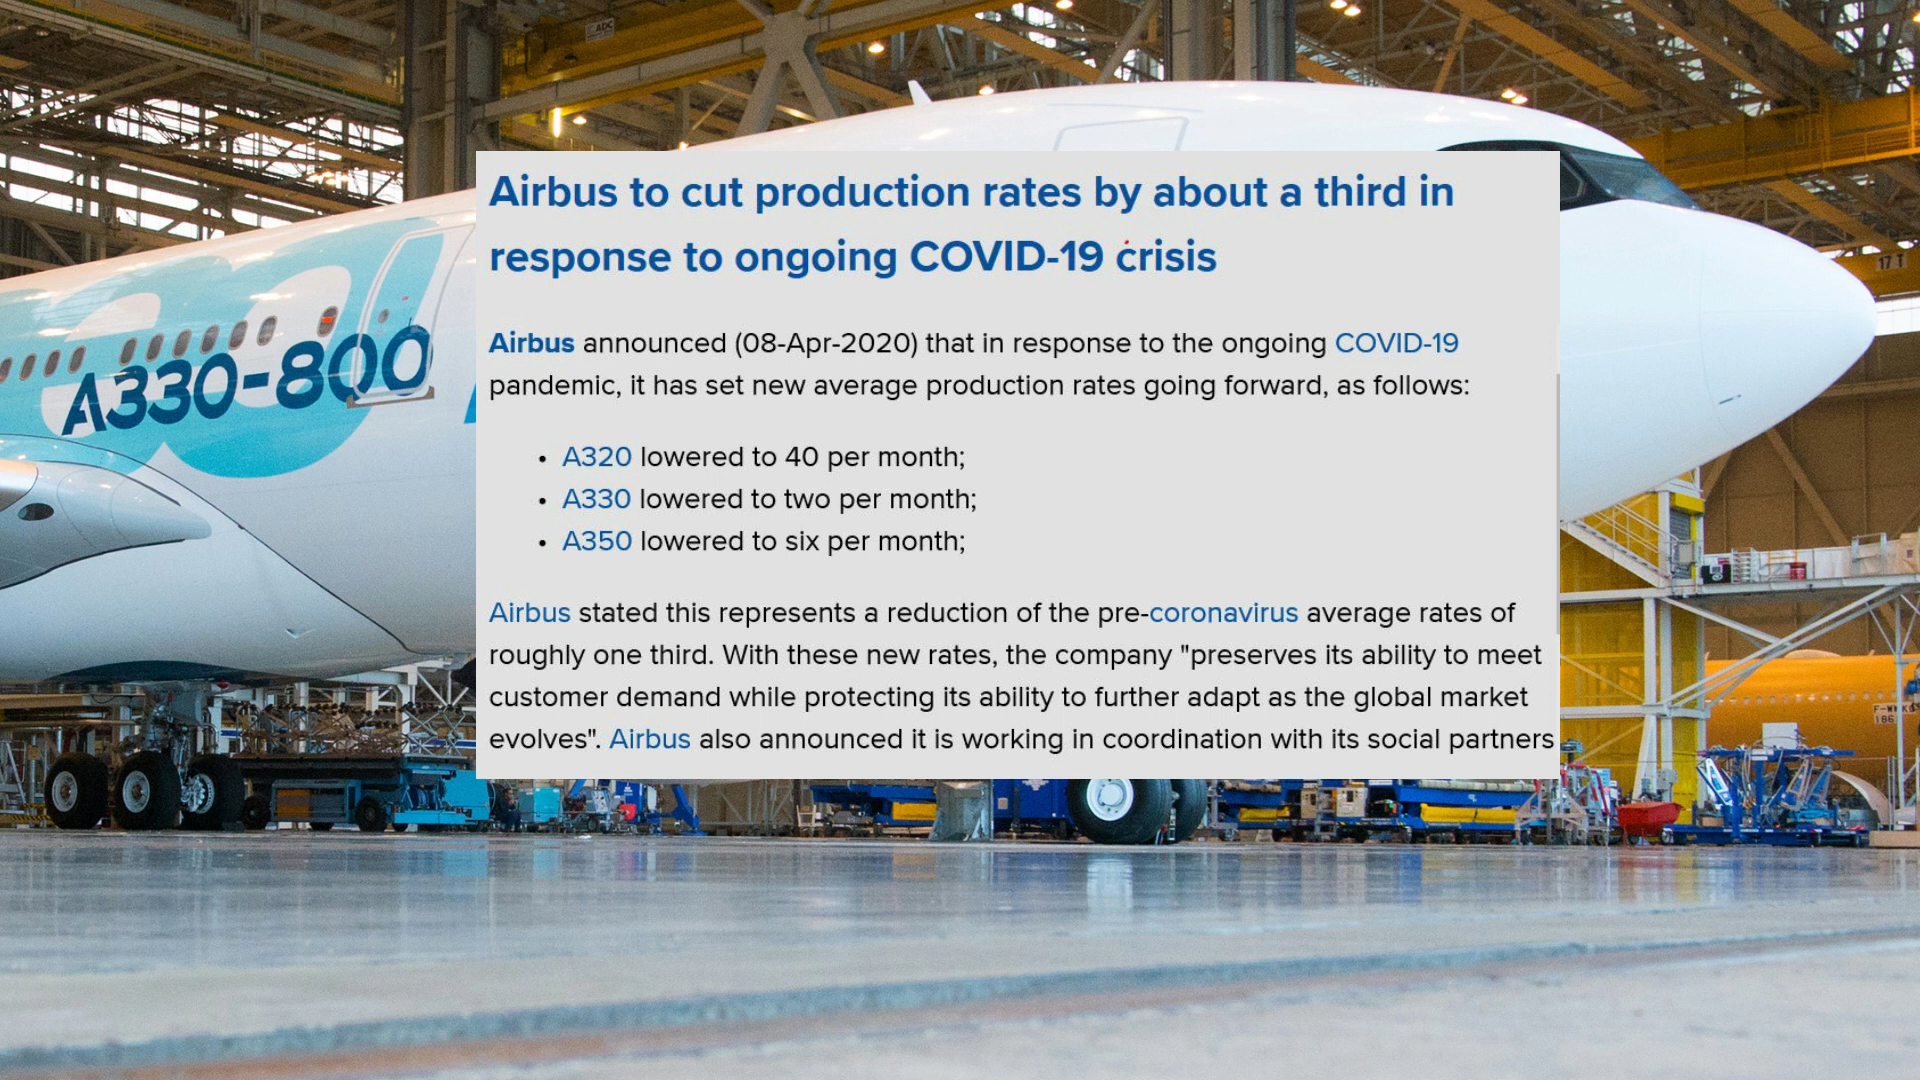 ADC
17 T
A330-800
Airbus to cut production rates by about a third in
response to ongoing COVID-19 crisis
Airbus announced (08-Apr-2020) that in response to the ongoing COVID-19
pandemic, it has set new average production rates going forward, as follows:
• A320 lowered to 40 per month;
• A330 lowered to two per month;
• A350 lowered to six per month;
Airbus stated this represents a reduction of the pre-coronavirus average rates of
roughly one third. With these new rates, the company "preserves its ability to meet
customer demand while protecting its ability to further adapt as the global market
evolves". Airbus also announced it is working in coordination with its social partners